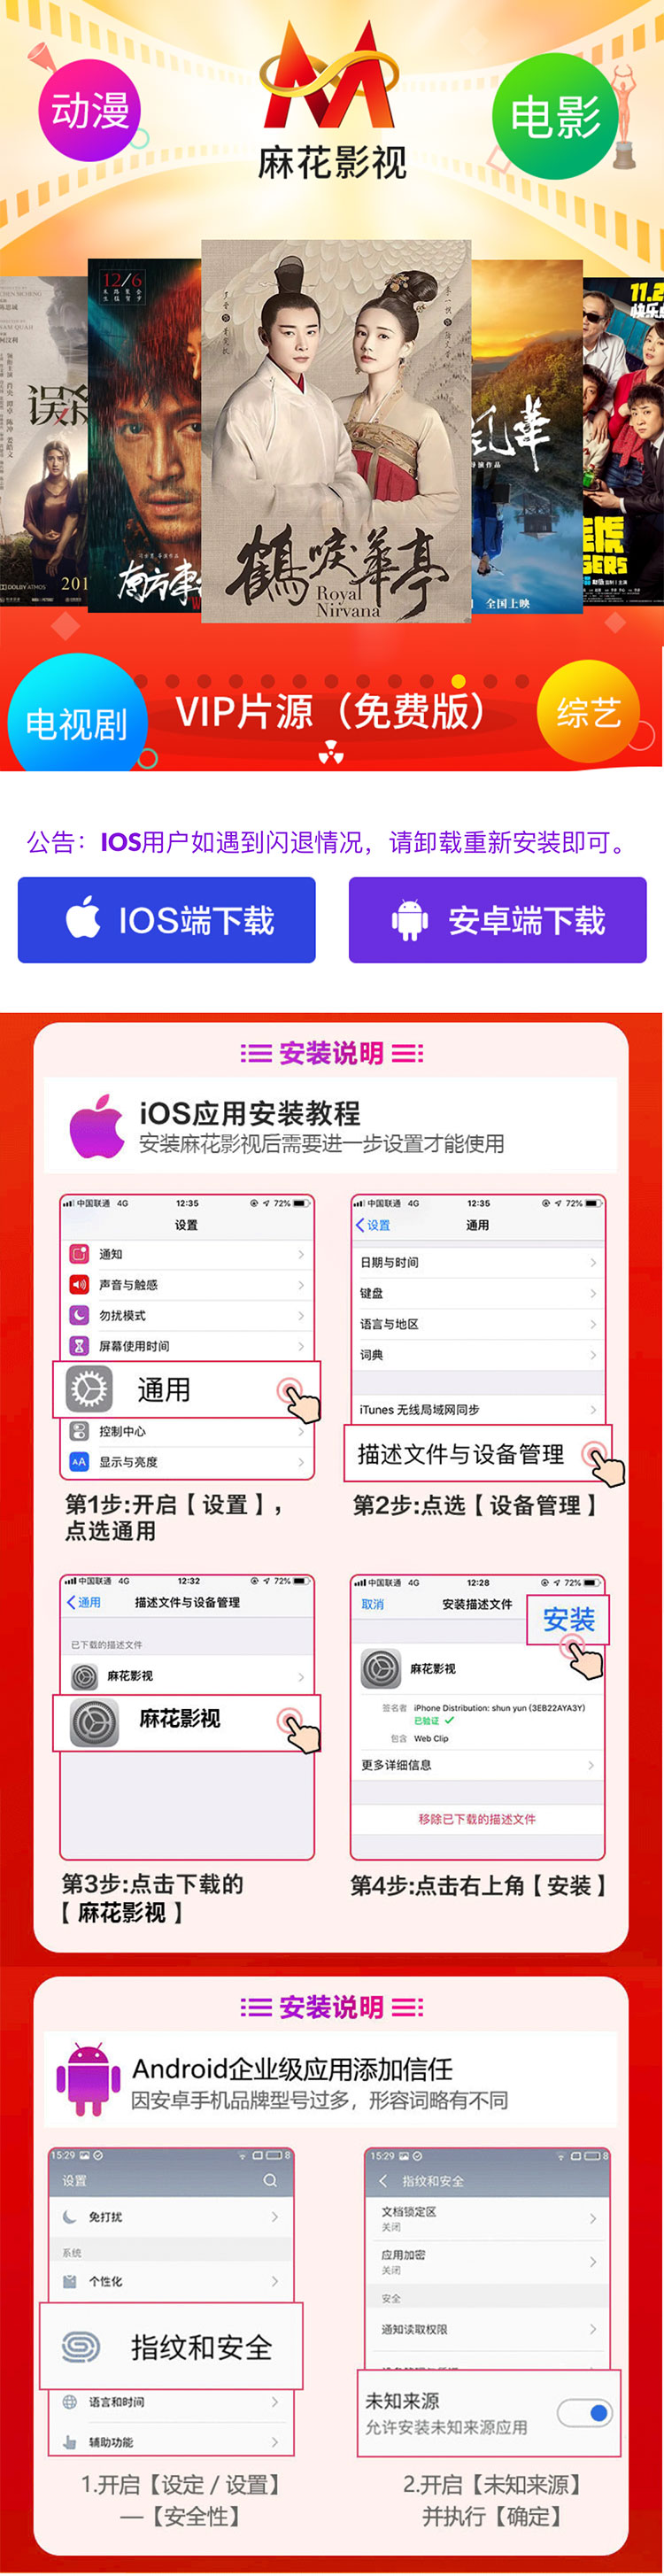 动漫
电影
麻花影视
12/6
误杀
DOLBY ATMOS
201
南方車
鶴唳華亭
Royal
Nirvana
風華
全国上映
11.2
电视剧
VIP片源（免费版）
综艺
公告：IOS用户如遇到闪退情况，请卸载重新安装即可。
IOS端下载
安卓端下载
安装说明
iOS应用安装教程
安装麻花影视后需要进一步设置才能使用
中国联通 4G 12:35 72%
设置
通知
声音与触感
勿扰模式
屏幕使用时间
通用
控制中心
AA 显示与亮度
第1步:开启【设置】，
点选通用
中国联通 4G 12:35 72%
设置 通用
日期与时间
键盘
语言与地区
词典
iTunes 无线局域网同步
描述文件与设备管理
第2步:点选【设备管理】
中国联通 4G 12:32 72%
通用 描述文件与设备管理
已下载的描述文件
麻花影视
麻花影视
第3步:点击下载的
【麻花影视】
中国联通 4G 12:28 72%
取消 安装描述文件 安装
麻花影视
签名者 iPhone Distribution: shun yun (3EB22AYA3Y)
已验证
包含 Web Clip
更多详细信息
移除已下载的描述文件
第4步:点击右上角【安装】
安装说明
Android企业级应用添加信任
因安卓手机品牌型号过多，形容词略有不同
15:29 8
设置
免打扰
系统
个性化
指纹和安全
语言和时间
辅助功能
1.开启【设定 / 设置】
—【安全性】
15:29 8
指纹和安全
文档锁定区
关闭
应用加密
关闭
安全
通知读取权限
未知来源
允许安装未知来源应用
2.开启【未知来源】
并执行【确定】